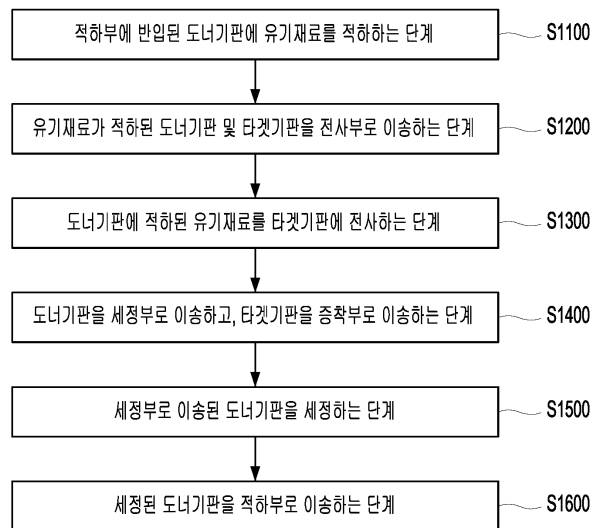 적하부에 반입된 도너기판에 유기재료를 적하하는 단계 S1100
유기재료가 적하된 도너기판 및 타겟기판을 전사부로 이송하는 단계 S1200
도너기판에 적하된 유기재료를 타겟기판에 전사하는 단계 S1300
도너기판을 세정부로 이송하고, 타겟기판을 증착부로 이송하는 단계 S1400
세정부로 이송된 도너기판을 세정하는 단계 S1500
세정된 도너기판을 적하부로 이송하는 단계 S1600